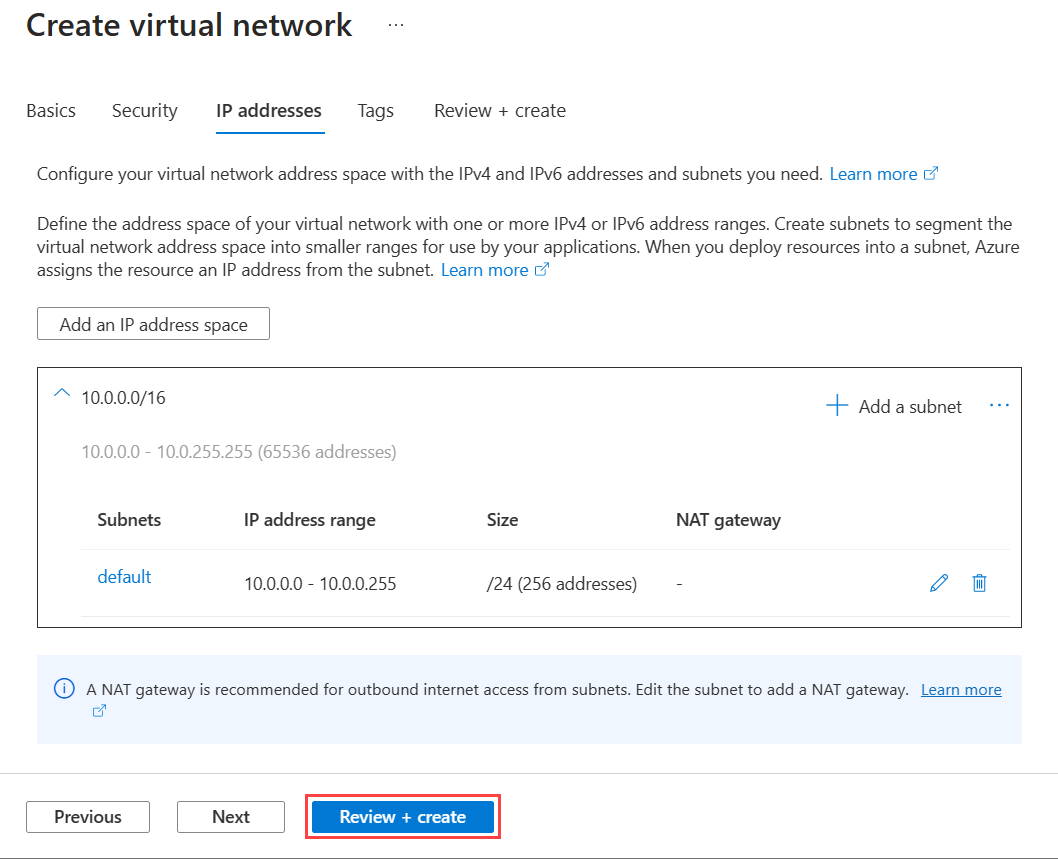 Create virtual network ...
Basics Security IP addresses Tags Review + create
Configure your virtual network address space with the IPv4 and IPv6 addresses and subnets you need. Learn more
Define the address space of your virtual network with one or more IPv4 or IPv6 address ranges. Create subnets to segment the
virtual network address space into smaller ranges for use by your applications. When you deploy resources into a subnet, Azure
assigns the resource an IP address from the subnet. Learn more
Add an IP address space
10.0.0.0/16
Add a subnet ...
10.0.0.0 - 10.0.255.255 (65536 addresses)
Subnets IP address range Size NAT gateway
default 10.0.0.0 - 10.0.0.255 /24 (256 addresses) -
A NAT gateway is recommended for outbound internet access from subnets. Edit the subnet to add a NAT gateway. Learn more
Previous Next Review + create